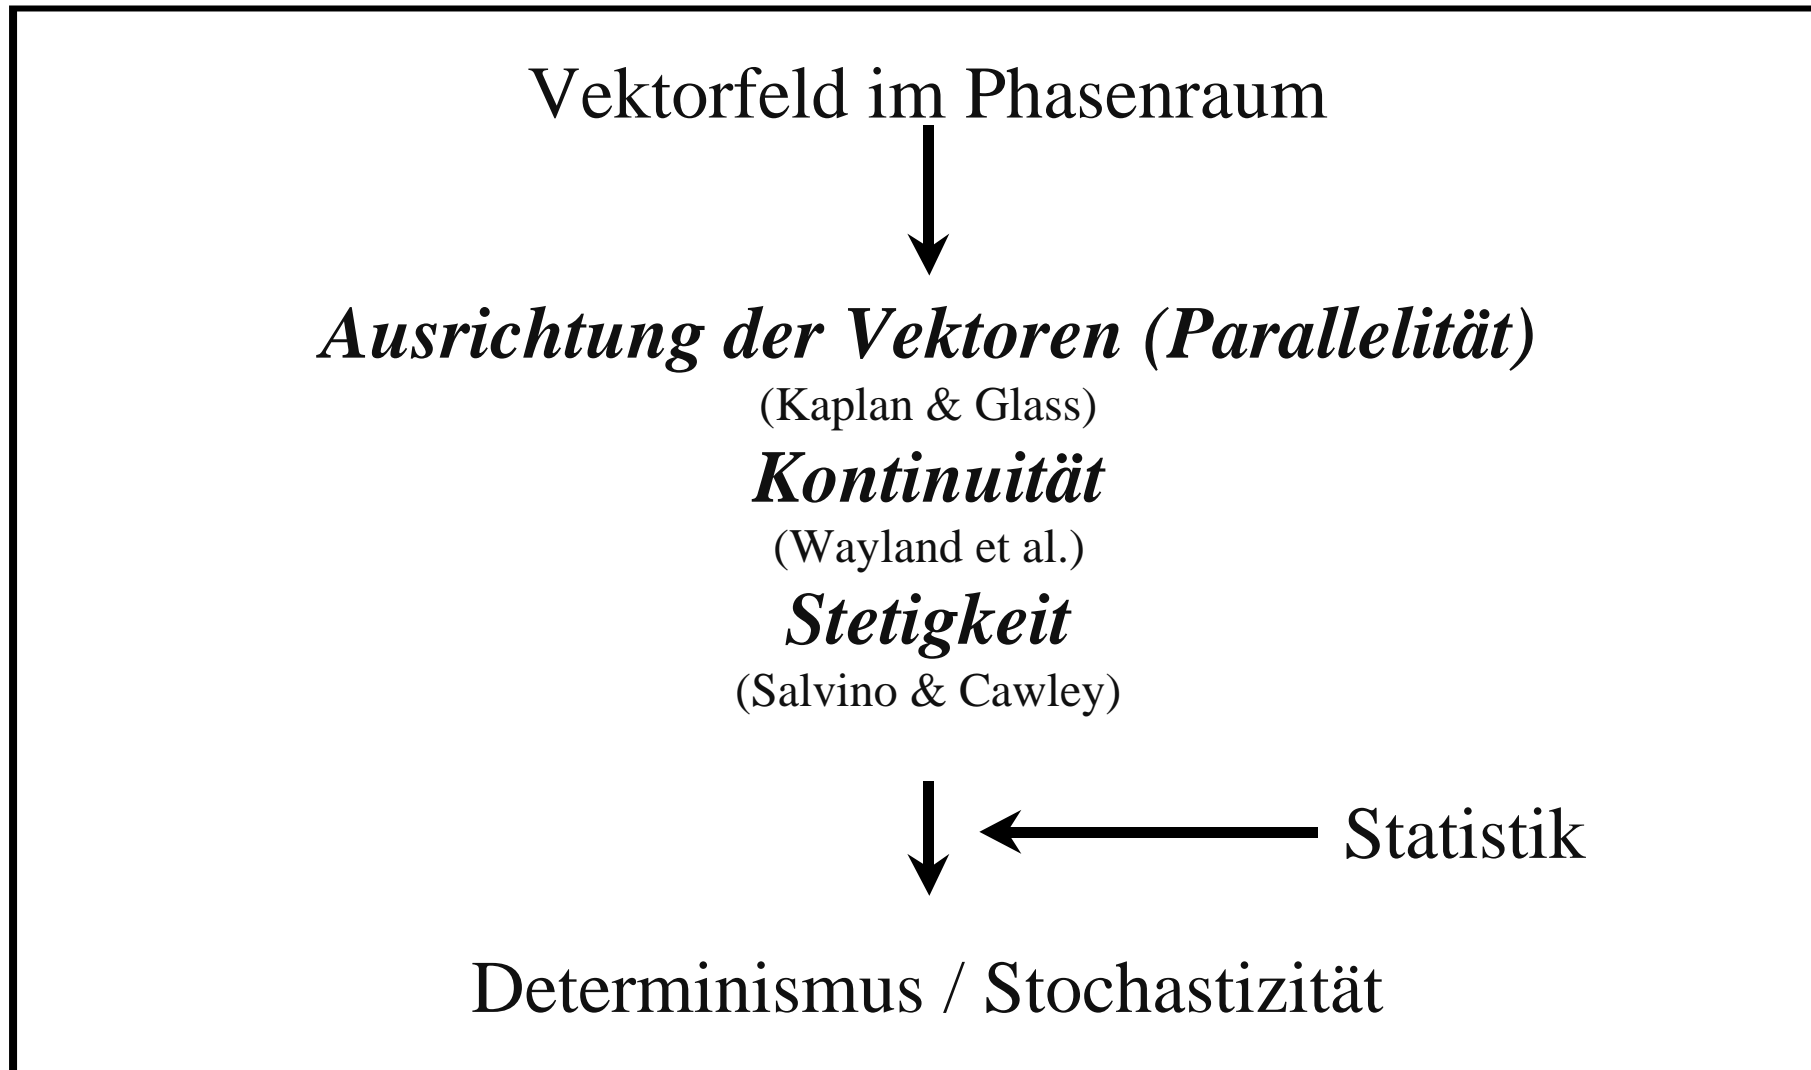 Vektorfeld im Phasenraum
Ausrichtung der Vektoren (Parallelität)
(Kaplan & Glass)
Kontinuität
(Wayland et al.)
Stetigkeit
(Salvino & Cawley)
Statistik
Determinismus / Stochastizität